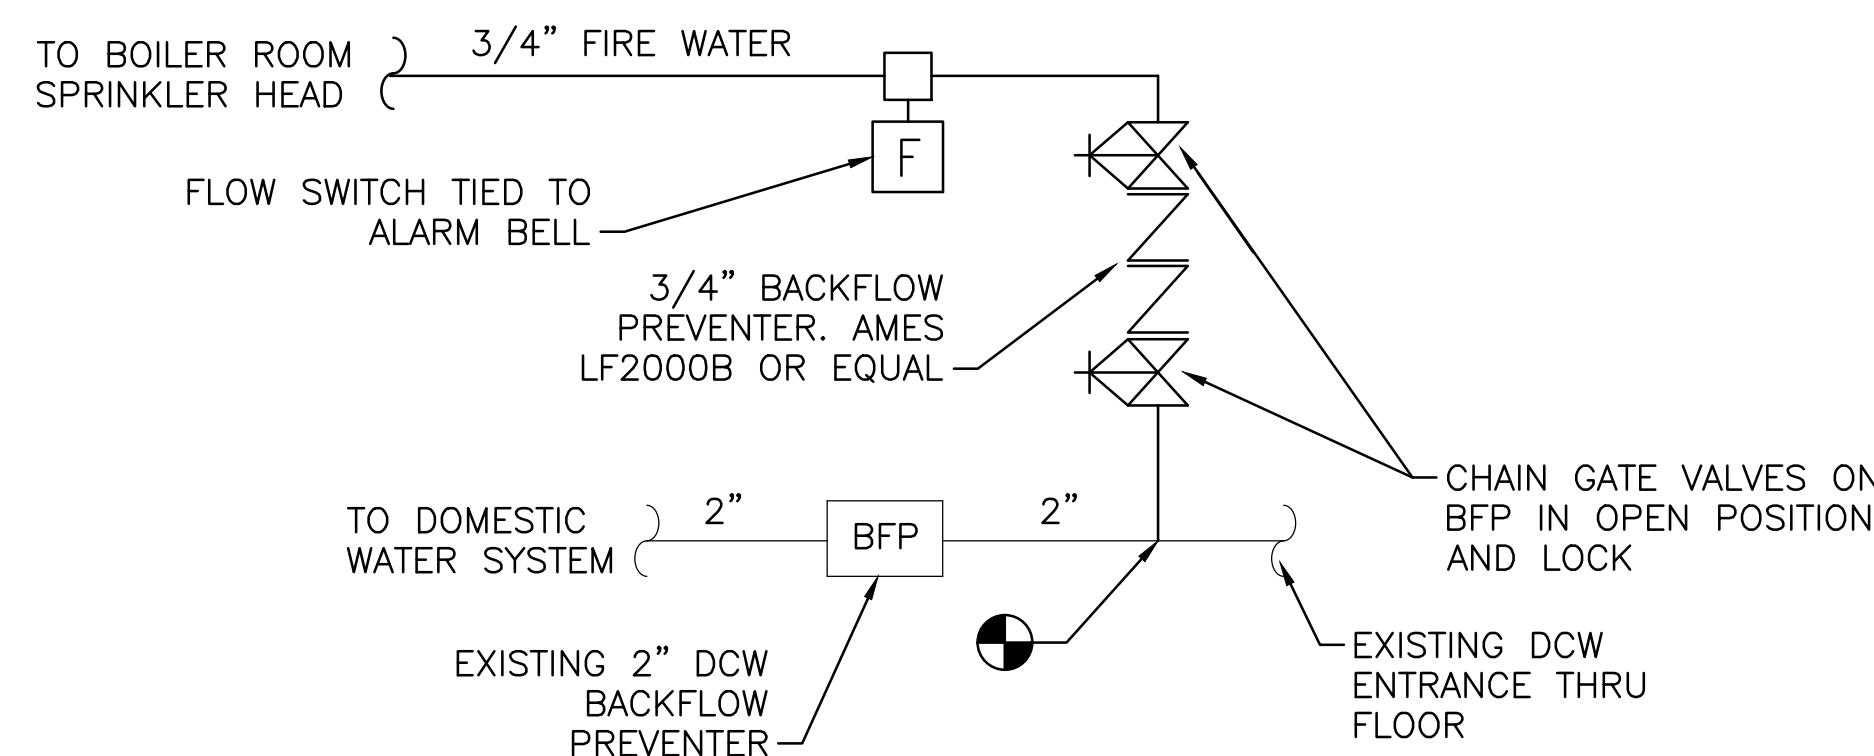 TO BOILER ROOM
SPRINKLER HEAD
3/4” FIRE WATER
F
FLOW SWITCH TIED TO
ALARM BELL
3/4” BACKFLOW
PREVENTER. AMES
LF2000B OR EQUAL
CHAIN GATE VALVES ON
BFP IN OPEN POSITION
AND LOCK
TO DOMESTIC
WATER SYSTEM
2”
BFP
2”
EXISTING 2” DCW
BACKFLOW
PREVENTER
EXISTING DCW
ENTRANCE THRU
FLOOR